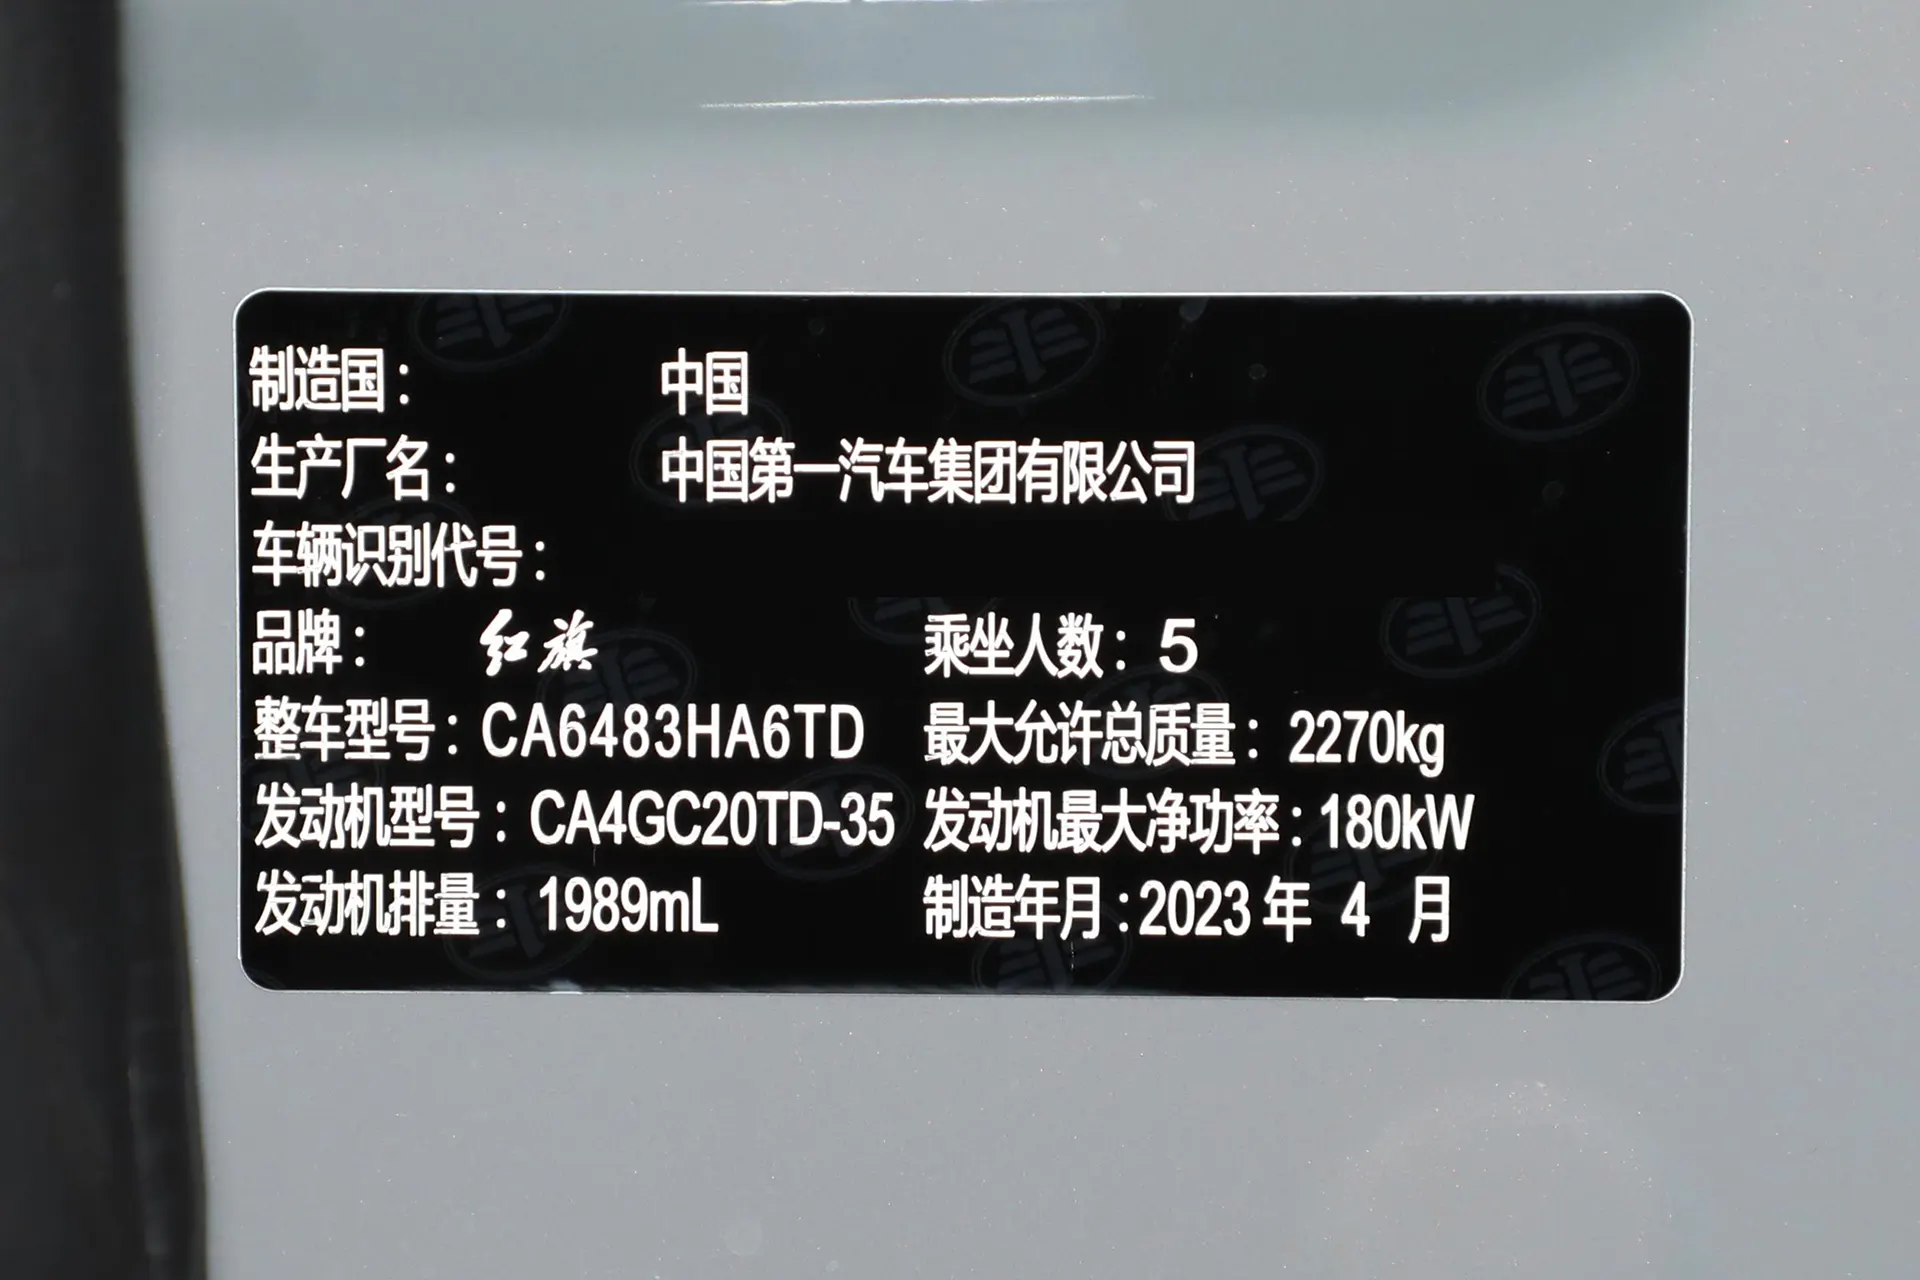 制造国： 中国
生产厂名： 中国第一汽车集团有限公司
车辆识别代号：
品牌： 红旗 乘坐人数：5
整车型号：CA6483HA6TD 最大允许总质量：2270kg
发动机型号：CA4GC20TD-35 发动机最大净功率：180kW
发动机排量：1989mL 制造年月：2023年 4 月